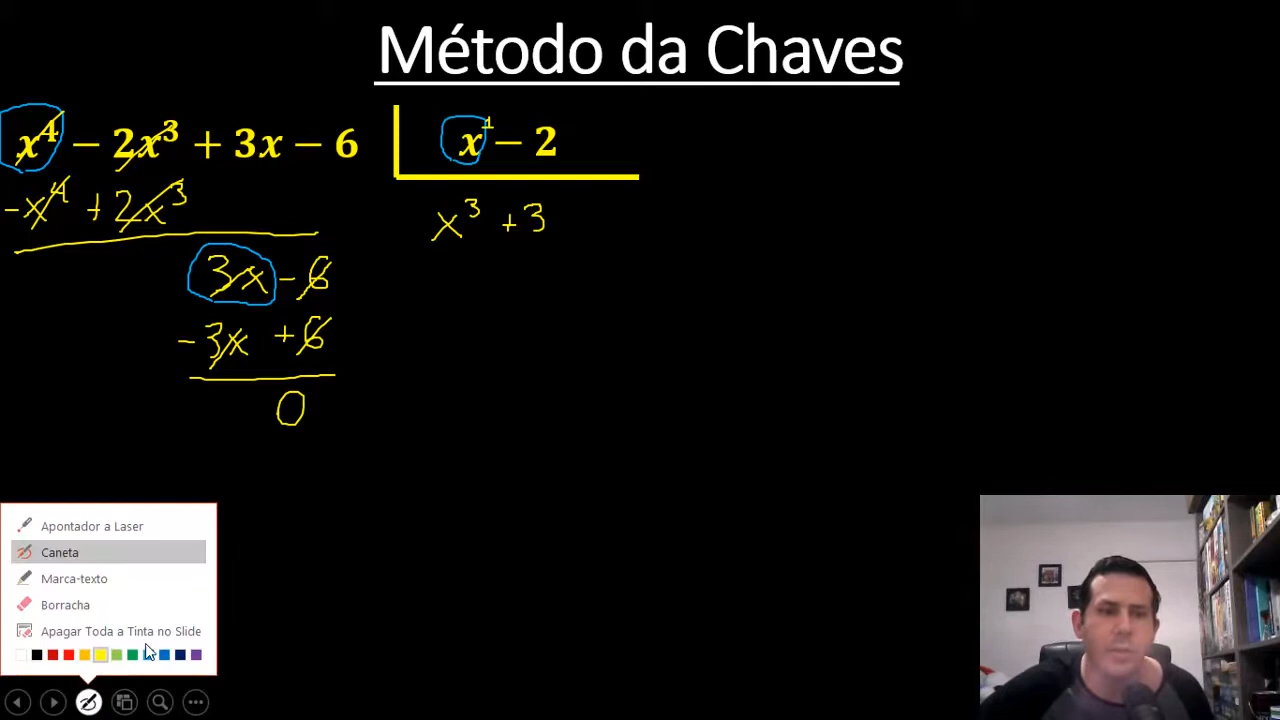 Método da Chaves
x⁴ − 2x³ + 3x − 6 x¹ − 2
-x⁴ + 2x³ x³ + 3
3x - 6
- 3x + 6
0
Apontador a Laser
Caneta
Marca-texto
Borracha
Apagar Toda a Tinta no Slide